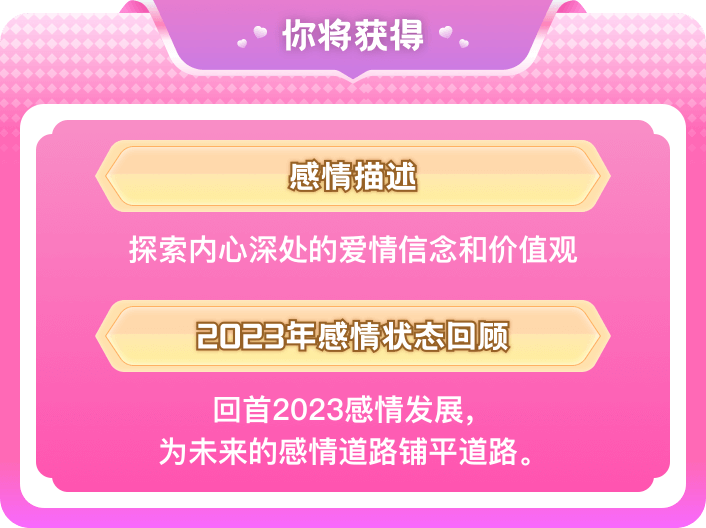 你将获得
感情描述
探索内心深处的爱情信念和价值观
2023年感情状态回顾
回首2023感情发展，
为未来的感情道路铺平道路。